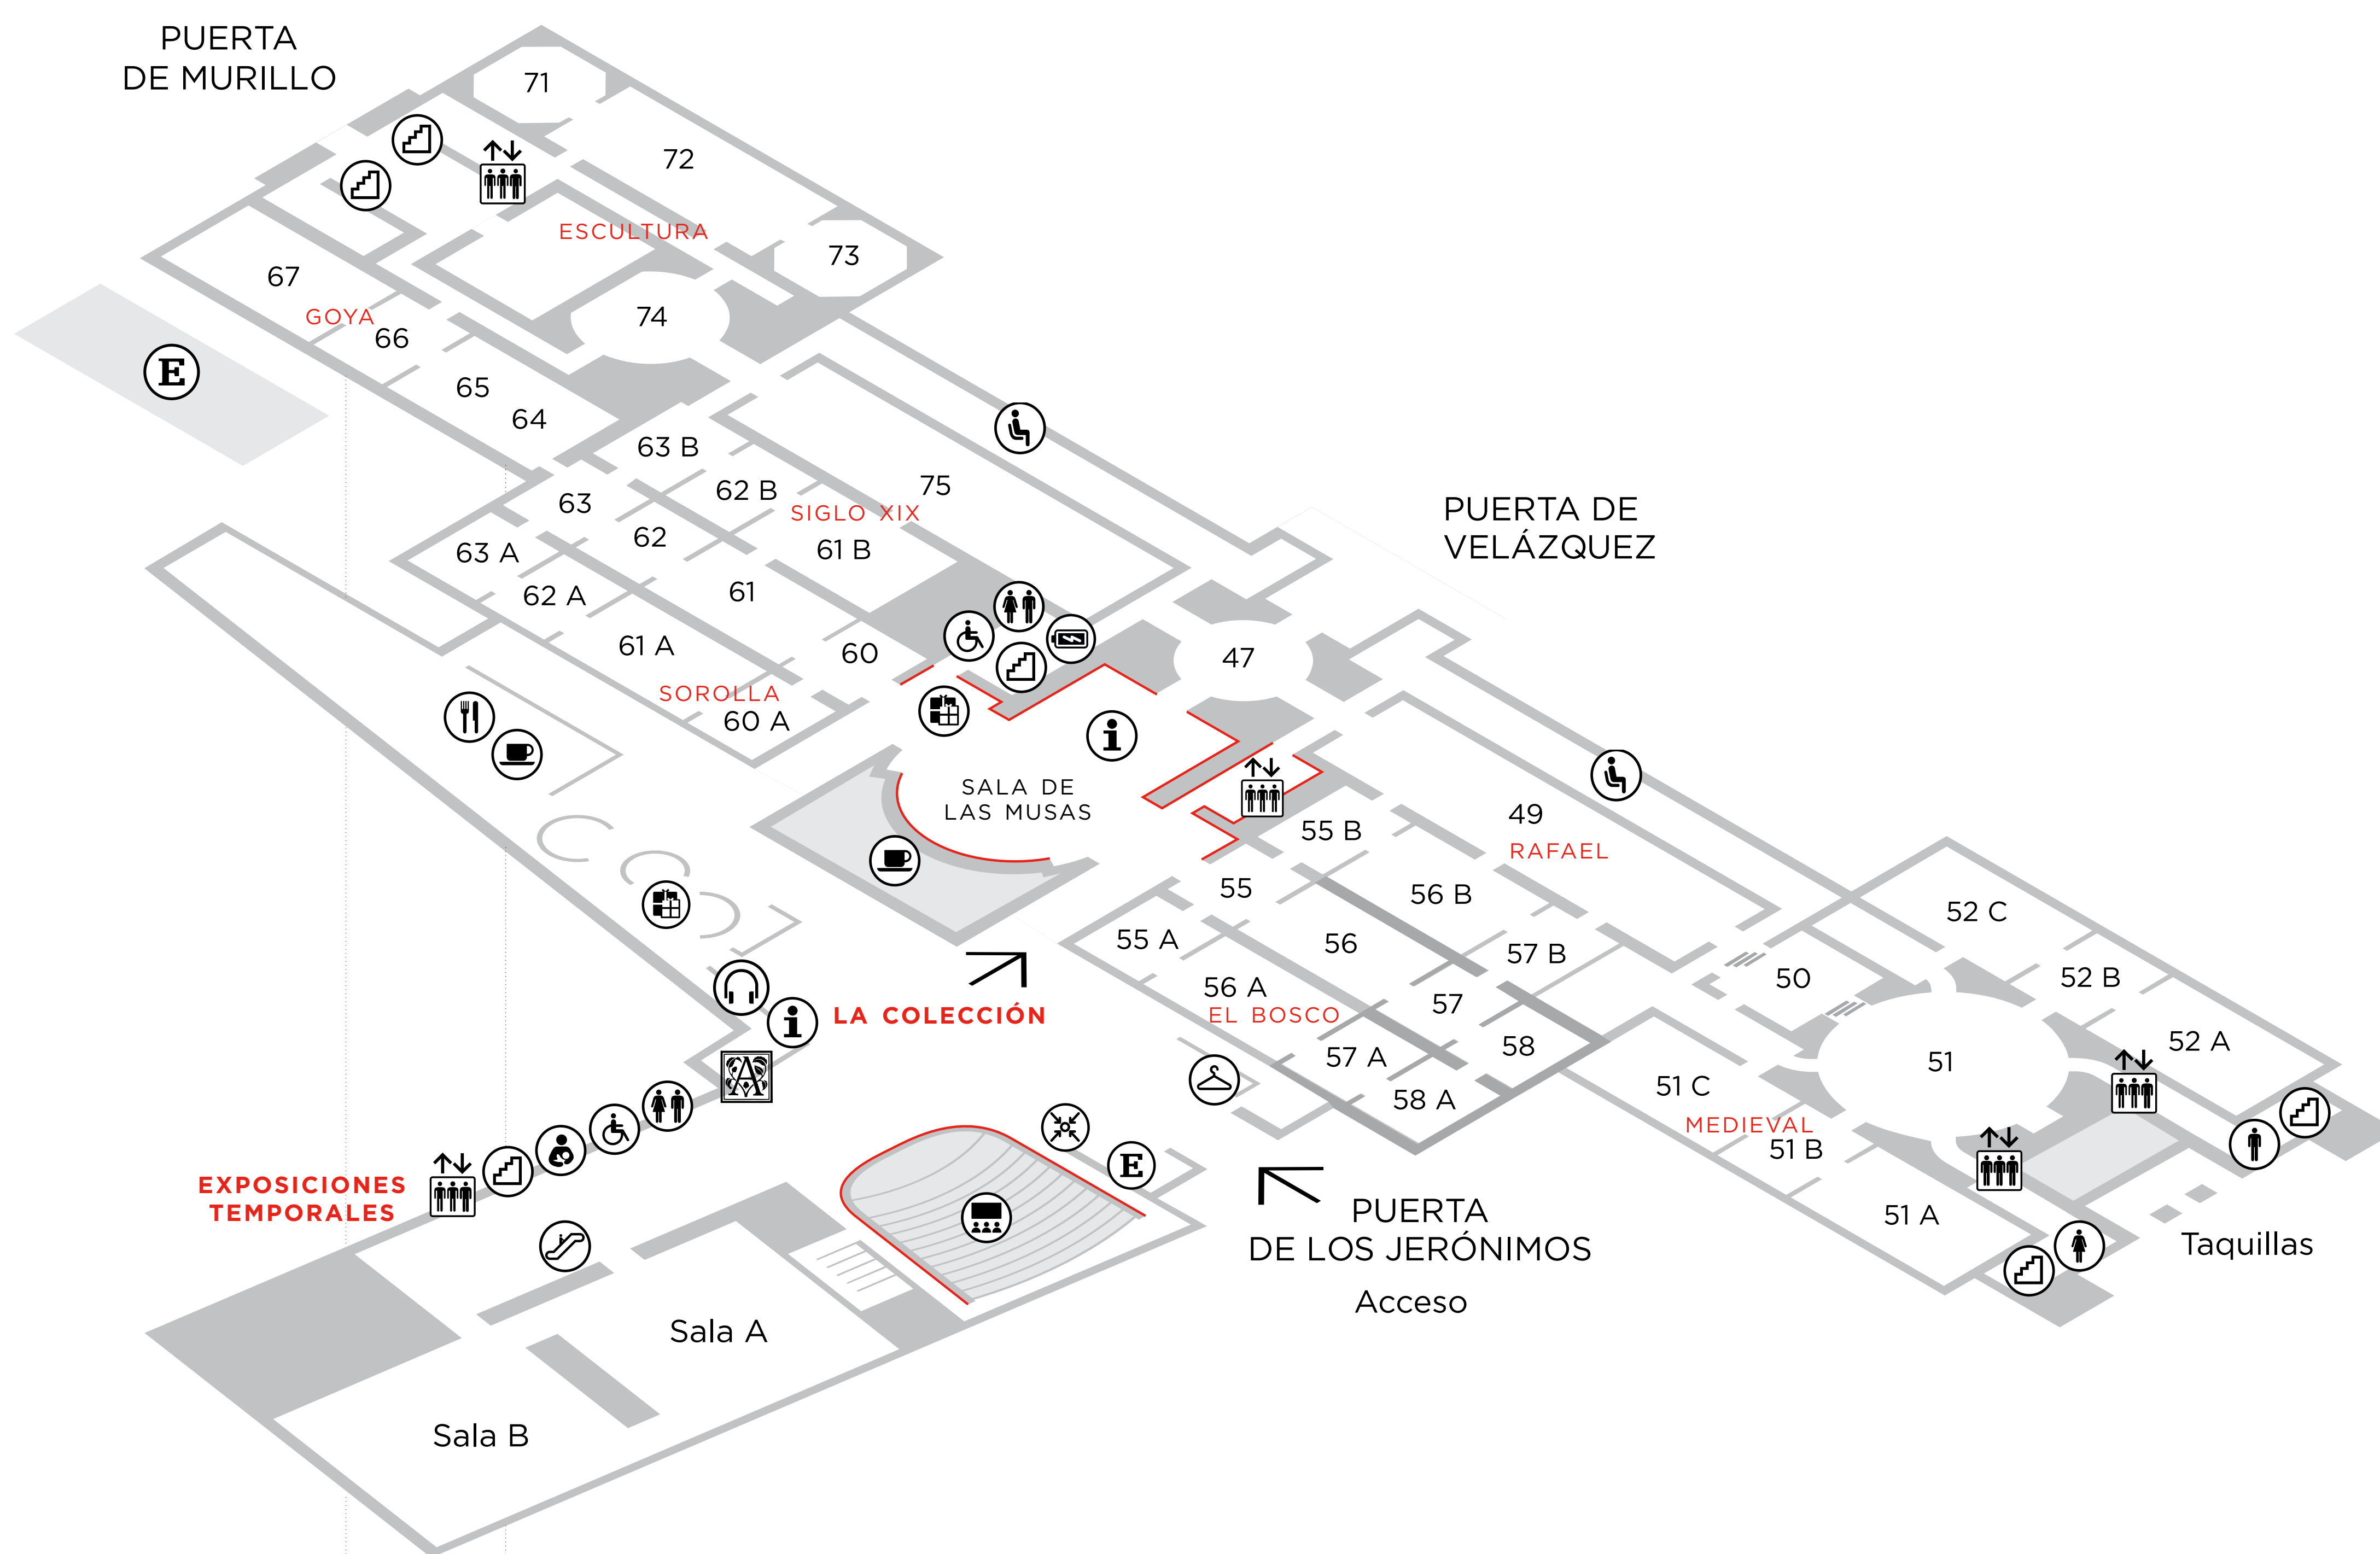 PUERTA
DE MURILLO
71
72
73
ESCULTURA
67
GOYA
66
74
E
65
64
63 B
63
62 B
75
SIGLO XIX
PUERTA DE
VELÁZQUEZ
63 A
62
61 B
62 A
61
61 A
60
47
SOROLLA
60 A
SALA DE
LAS MUSAS
i
55 B
49
RAFAEL
55
56 B
52 C
55 A
56
57 B
50
52 B
56 A
EL BOSCO
57
58
51
52 A
57 A
58 A
51 C
MEDIEVAL
51 B
51 A
i
LA COLECCIÓN
A
E
EXPOSICIONES
TEMPORALES
PUERTA
DE LOS JERÓNIMOS
Acceso
Taquillas
Sala A
Sala B